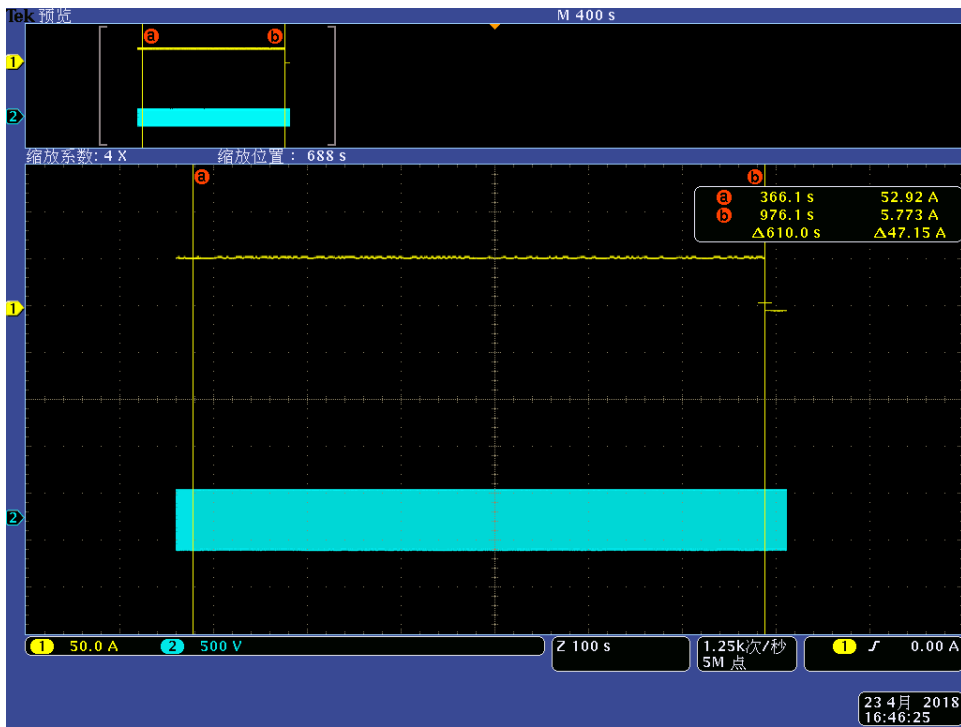 Tek 预览 M 400 s
a b
1
2
缩放系数: 4 X 缩放位置: 688 s
a b
a 366.1 s 52.92 A
b 976.1 s 5.773 A
Δ610.0 s Δ47.15 A
1
2
1 50.0 A 2 500 V Z 100 s 1.25k次/秒 1 0.00 A
5M 点
23 4月 2018
16:46:25